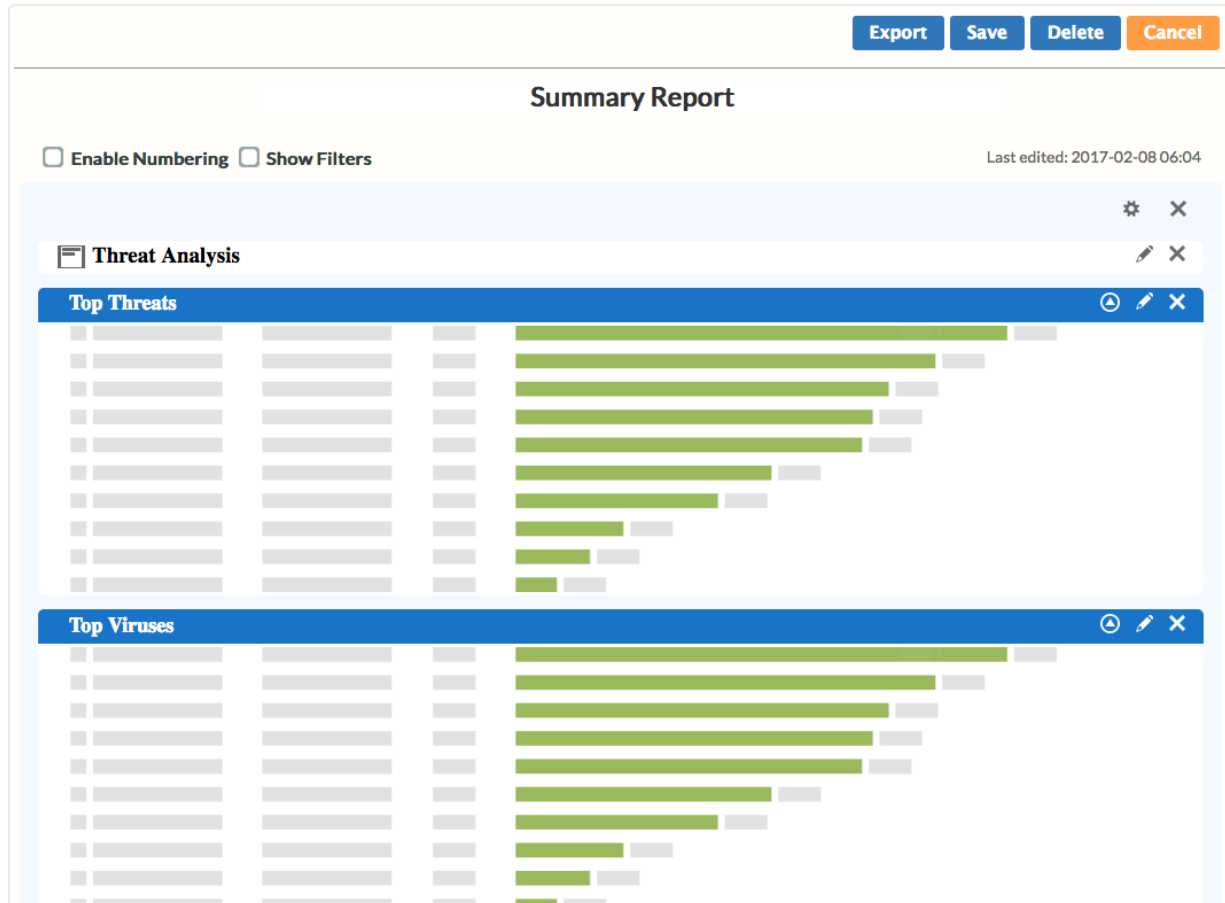 Export Save Delete Cancel
Summary Report
Enable Numbering Show Filters Last edited: 2017-02-08 06:04
Threat Analysis
Top Threats
Top Viruses